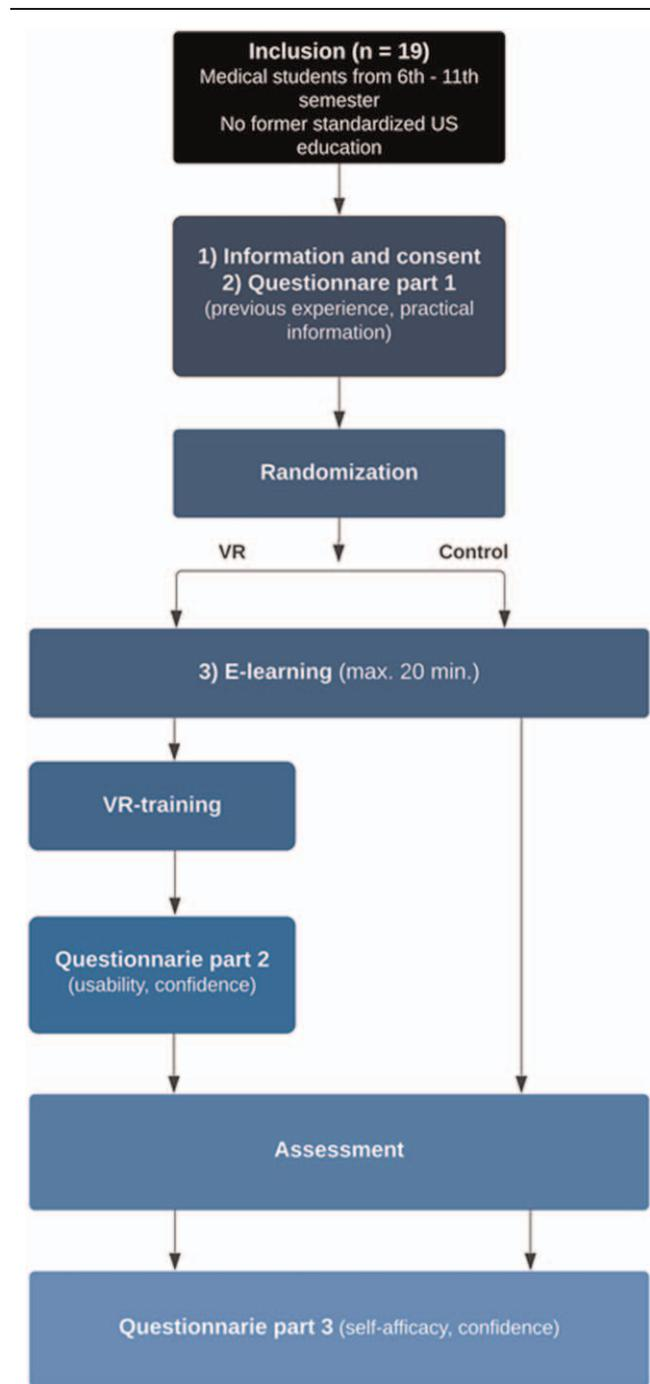 Inclusion (n = 19)
Medical students from 6th - 11th
semester
No former standardized US
education
1) Information and consent
2) Questionnare part 1
(previous experience, practical
information)
Randomization
VR
Control
3) E-learning (max. 20 min.)
VR-training
Questionnarie part 2
(usability, confidence)
Assessment
Questionnarie part 3 (self-afficacy, confidence)